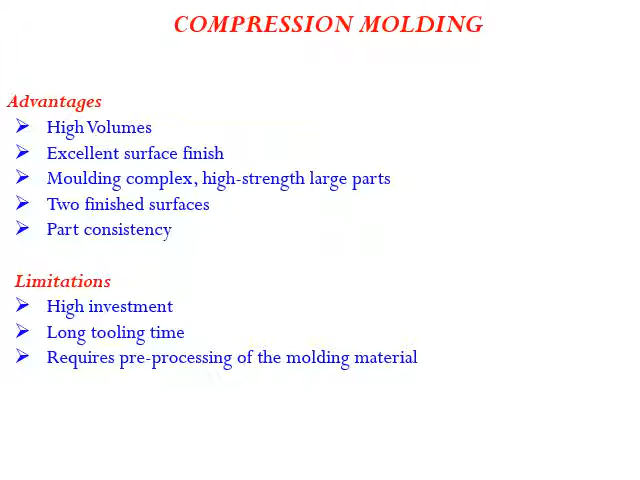 COMPRESSION MOLDING
Advantages
➢ High Volumes
➢ Excellent surface finish
➢ Moulding complex, high-strength large parts
➢ Two finished surfaces
➢ Part consistency
Limitations
➢ High investment
➢ Long tooling time
➢ Requires pre-processing of the molding material